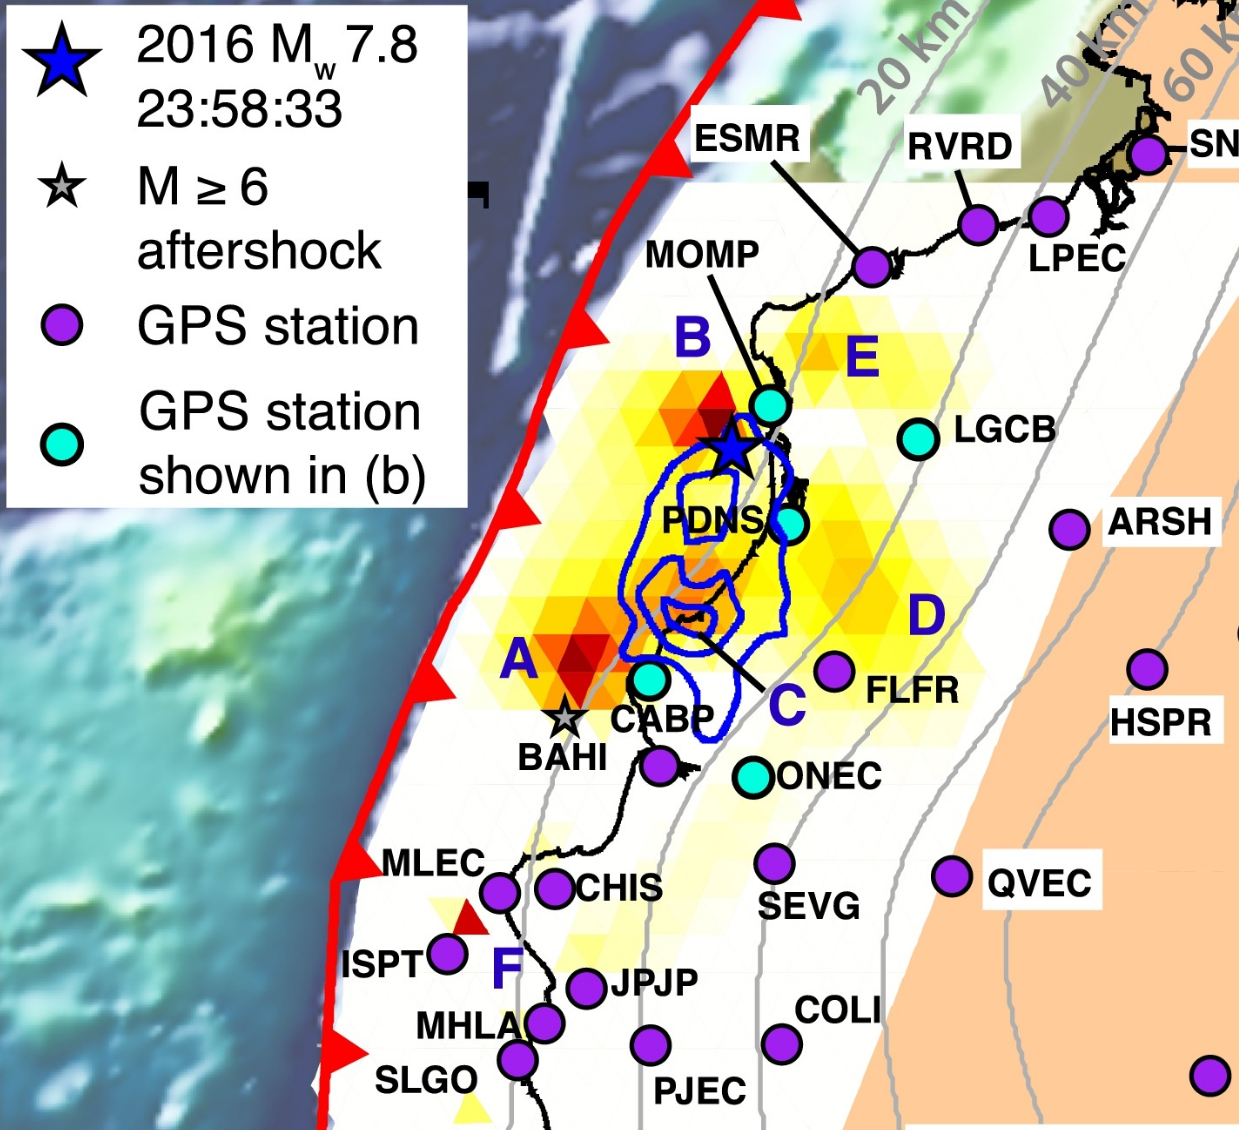 2016 Mw 7.8
23:58:33
M ≥ 6
aftershock
GPS station
GPS station
shown in (b)
20 km
40 km
60 k
ESMR
RVRD
SN
MOMP
LPEC
B
E
LGCB
PDNS
ARSH
D
A
FLFR
C
CABP
HSPR
BAHI
ONEC
MLEC
CHIS
QVEC
SEVG
ISPT
F
JPJP
MHLA
COLI
SLGO
PJEC